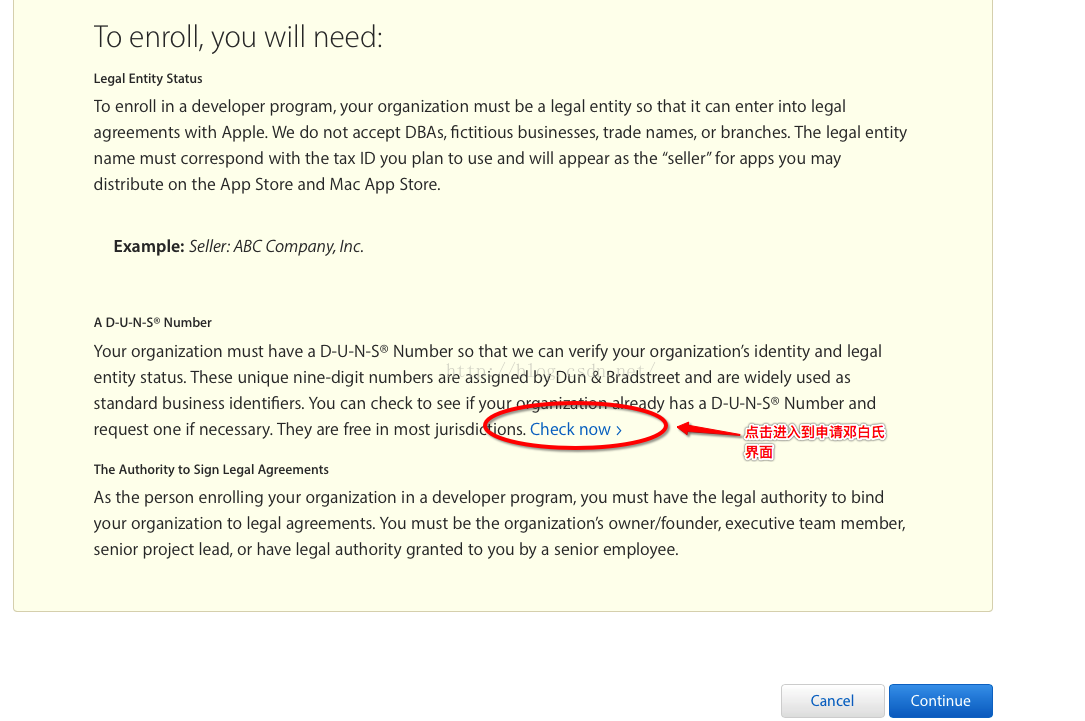 To enroll, you will need:
Legal Entity Status
To enroll in a developer program, your organization must be a legal entity so that it can enter into legal
agreements with Apple. We do not accept DBAs, fictitious businesses, trade names, or branches. The legal entity
name must correspond with the tax ID you plan to use and will appear as the “seller” for apps you may
distribute on the App Store and Mac App Store.
Example: Seller: ABC Company, Inc.
A D-U-N-S® Number
Your organization must have a D-U-N-S® Number so that we can verify your organization’s identity and legal
http://blog.csdn.net/
entity status. These unique nine-digit numbers are assigned by Dun & Bradstreet and are widely used as
standard business identifiers. You can check to see if your organization already has a D-U-N-S® Number and
request one if necessary. They are free in most jurisdictions. Check now ›
点击进入到申请邓白氏
界面
The Authority to Sign Legal Agreements
As the person enrolling your organization in a developer program, you must have the legal authority to bind
your organization to legal agreements. You must be the organization’s owner/founder, executive team member,
senior project lead, or have legal authority granted to you by a senior employee.
Cancel
Continue